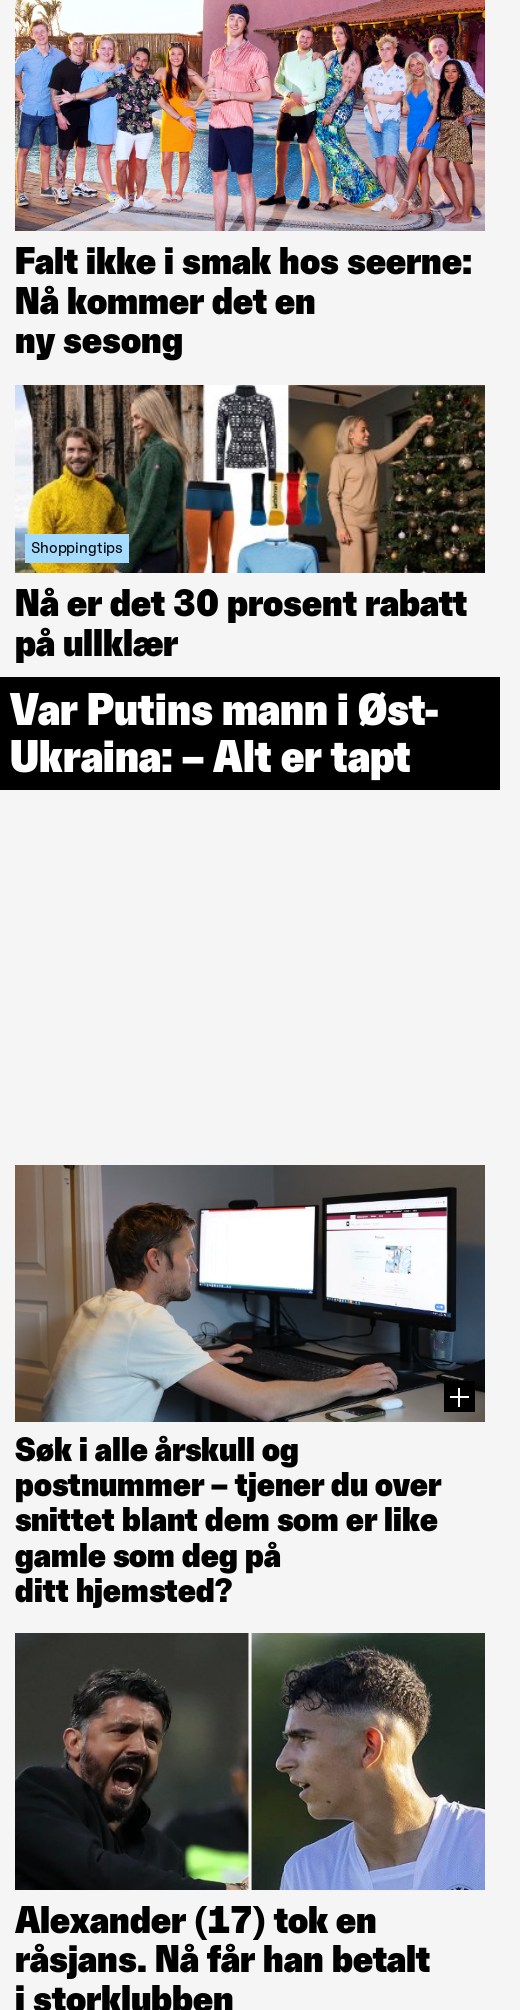 Falt ikke i smak hos seerne:
Nå kommer det en
ny sesong
Shoppingtips
Nå er det 30 prosent rabatt
på ullklær
Var Putins mann i Øst-
Ukraina: – Alt er tapt
Søk i alle årskull og
postnummer – tjener du over
snittet blant dem som er like
gamle som deg på
ditt hjemsted?
Alexander (17) tok en
råsjans. Nå får han betalt
i storklubben